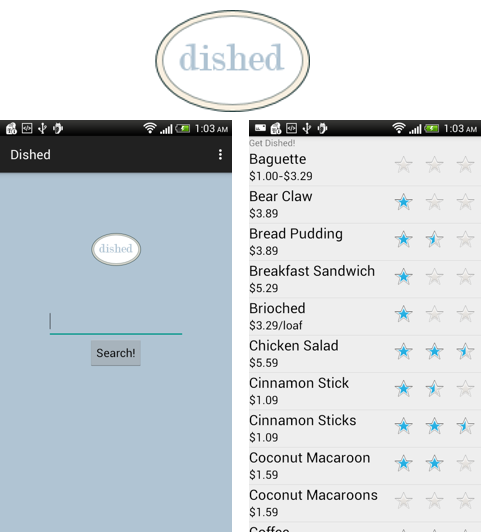 dished
1:03 AM
Dished
dished
Search!
1:03 AM
Get Dished!
Baguette
$1.00-$3.29
Bear Claw
$3.89
Bread Pudding
$3.89
Breakfast Sandwich
$5.29
Brioched
$3.29/loaf
Chicken Salad
$5.59
Cinnamon Stick
$1.09
Cinnamon Sticks
$1.09
Coconut Macaroon
$1.59
Coconut Macaroons
$1.59
Coffee